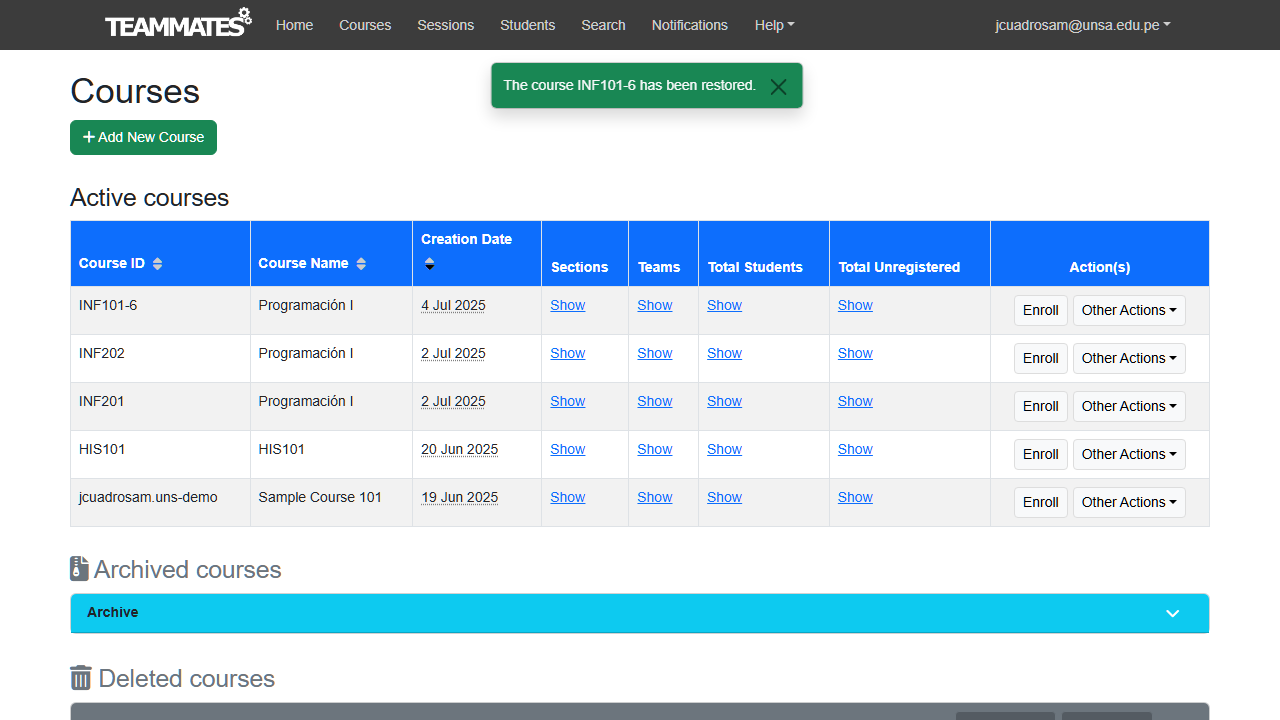 TEAMMATES Home Courses Sessions Students Search Notifications Help jcuadrosam@unsa.edu.pe
The course INF101-6 has been restored.
Courses
Add New Course
Active courses
Course ID Course Name Creation Date Sections Teams Total Students Total Unregistered Action(s)
INF101-6 Programación I 4 Jul 2025 Show Show Show Show Enroll Other Actions
INF202 Programación I 2 Jul 2025 Show Show Show Show Enroll Other Actions
INF201 Programación I 2 Jul 2025 Show Show Show Show Enroll Other Actions
HIS101 HIS101 20 Jun 2025 Show Show Show Show Enroll Other Actions
jcuadrosam.uns-demo Sample Course 101 19 Jun 2025 Show Show Show Show Enroll Other Actions
Archived courses
Archive
Deleted courses